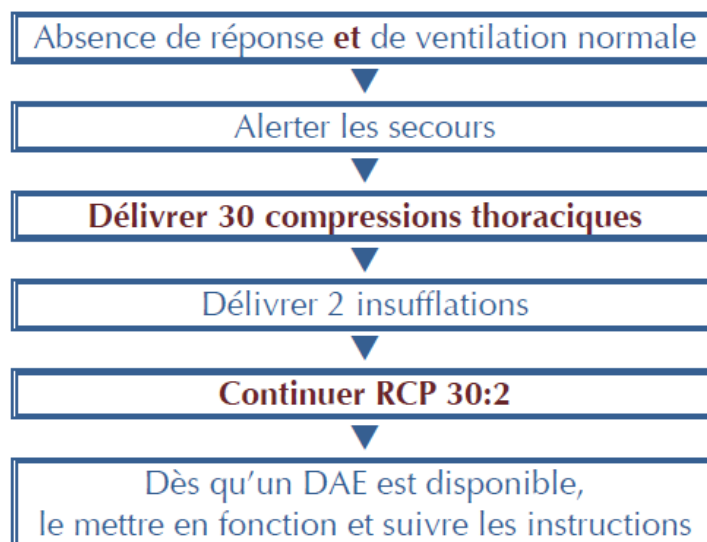 Absence de réponse et de ventilation normale
Alerter les secours
Délivrer 30 compressions thoraciques
Délivrer 2 insufflations
Continuer RCP 30:2
Dès qu'un DAE est disponible,
le mettre en fonction et suivre les instructions